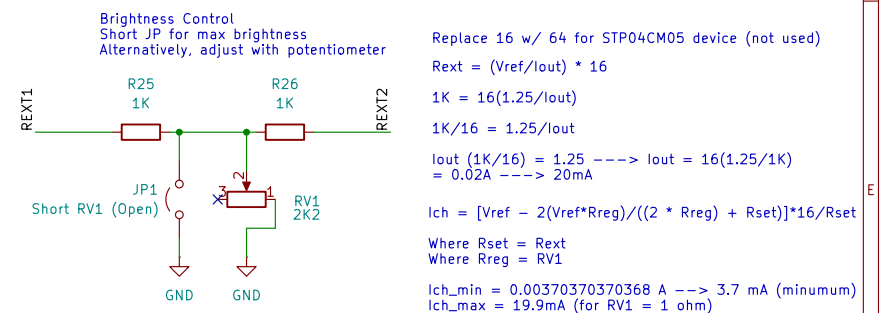 Brightness Control
Short JP for max brightness
Alternatively, adjust with potentiometer
REXT1
R25
1K
R26
1K
REXT2
JP1
Short RV1 (Open)
2
3
1
RV1
2K2
GND
GND
Replace 16 w/ 64 for STP04CM05 device (not used)
Rext = (Vref/Iout) * 16
1K = 16(1.25/Iout)
1K/16 = 1.25/Iout
Iout (1K/16) = 1.25 ---> Iout = 16(1.25/1K)
= 0.02A ---> 20mA
Ich = [Vref - 2(Vref*Rreg)/((2 * Rreg) + Rset)]*16/Rset
Where Rset = Rext
Where Rreg = RV1
Ich_min = 0.00370370370368 A --> 3.7 mA (minumum)
Ich_max = 19.9mA (for RV1 = 1 ohm)
E